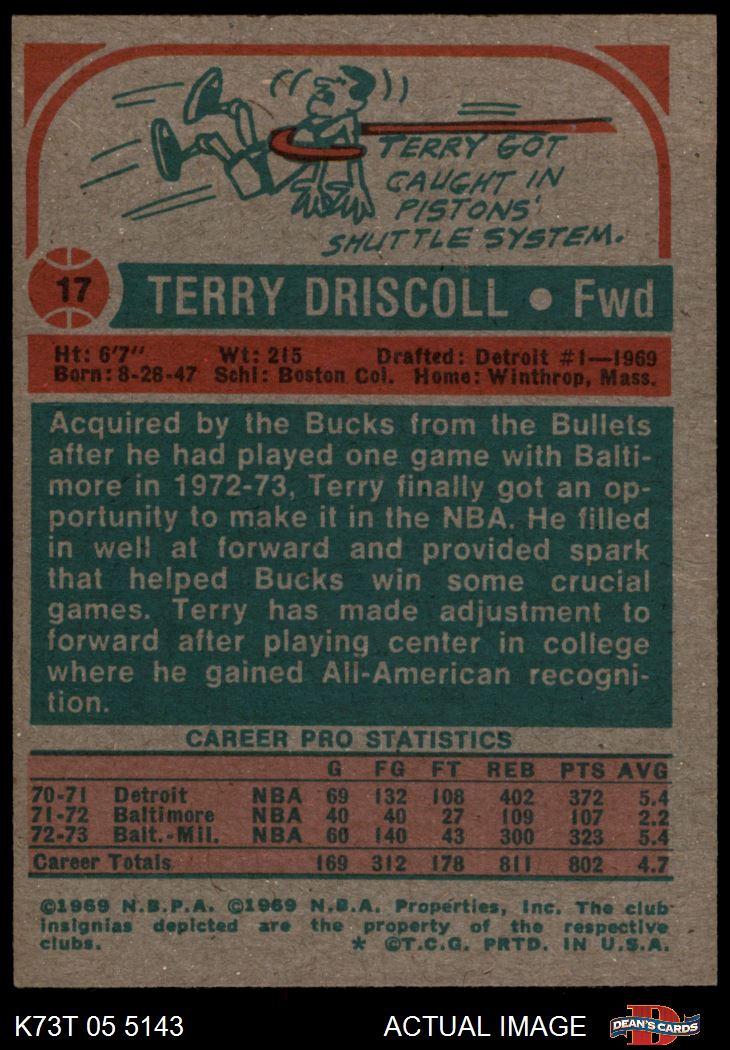 TERRY GOT
CAUGHT IN
PISTONS'
SHUTTLE SYSTEM.
17 TERRY DRISCOLL • Fwd
Ht: 6'7" Wt: 215 Drafted: Detroit #1—1969
Born: 8-28-47 Schl: Boston Col. Home: Winthrop, Mass.
Acquired by the Bucks from the Bullets
after he had played one game with Balti-
more in 1972-73, Terry finally got an op-
portunity to make it in the NBA. He filled
in well at forward and provided spark
that helped Bucks win some crucial
games. Terry has made adjustment to
forward after playing center in college
where he gained All-American recogni-
tion.
CAREER PRO STATISTICS
G FG FT REB PTS AVG
70-71 Detroit NBA 69 132 108 402 372 5.4
71-72 Baltimore NBA 40 40 27 109 107 2.2
72-73 Balt.-Mil. NBA 60 140 43 300 323 5.4
Career Totals 169 312 178 811 802 4.7
©1969 N.B.P.A. ©1969 N.B.A. Properties, Inc. The club
insignias depicted are the property of the respective
clubs. * ©T.C.G. PRTD. IN U.S.A.
K73T 05 5143 ACTUAL IMAGE DEAN'S CARDS